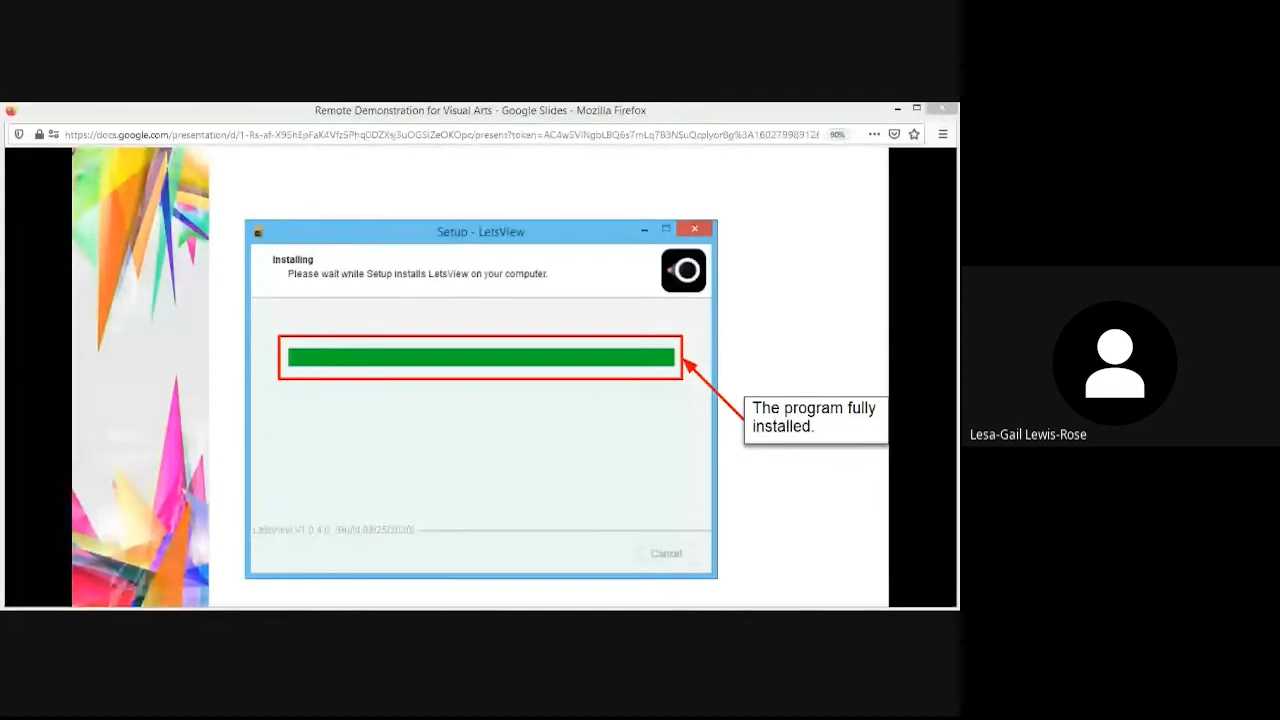 Remote Demonstration for Visual Arts - Google Slides - Mozilla Firefox
90%
Setup - LetsView
Installing
Please wait while Setup installs LetsView on your computer.
The program fully
installed.
Cancel
Lesa-Gail Lewis-Rose